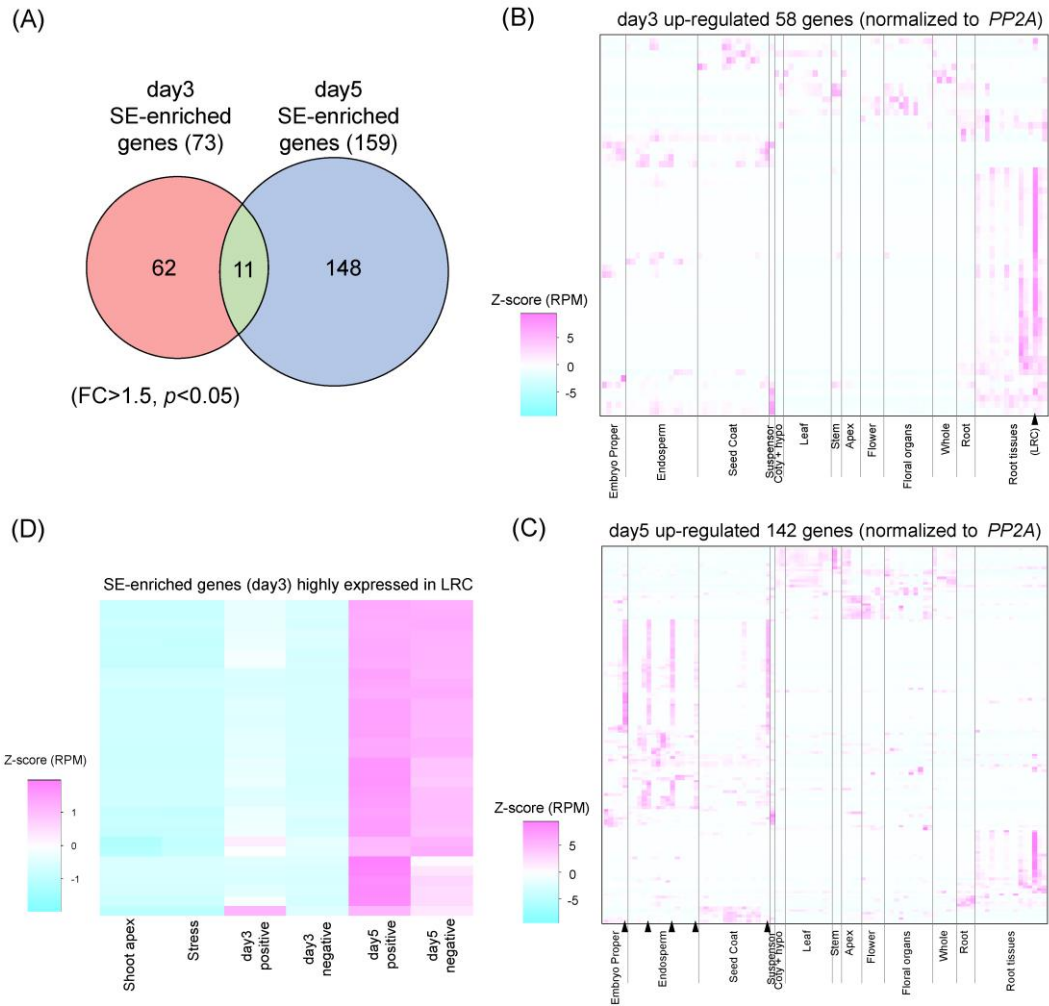 (A)
day3
SE-enriched
genes (73)
day5
SE-enriched
genes (159)
62
11
148
(FC>1.5, p<0.05)
(B)
day3 up-regulated 58 genes (normalized to PP2A)
Z-score (RPM)
5
0
-5
Embryo Proper
Endosperm
Seed Coat
Suspensor
Coty + hypo
Leaf
Stem
Apex
Flower
Floral organs
Whole
Root
Root tissues
(LRC)
(D)
SE-enriched genes (day3) highly expressed in LRC
Z-score (RPM)
1
0
-1
Shoot apex
Stress
day3
positive
day3
negative
day5
positive
day5
negative
(C)
day5 up-regulated 142 genes (normalized to PP2A)
Z-score (RPM)
5
0
-5
Embryo Proper
Endosperm
Seed Coat
Suspensor
Coty + hypo
Leaf
Stem
Apex
Flower
Floral organs
Whole
Root
Root tissues